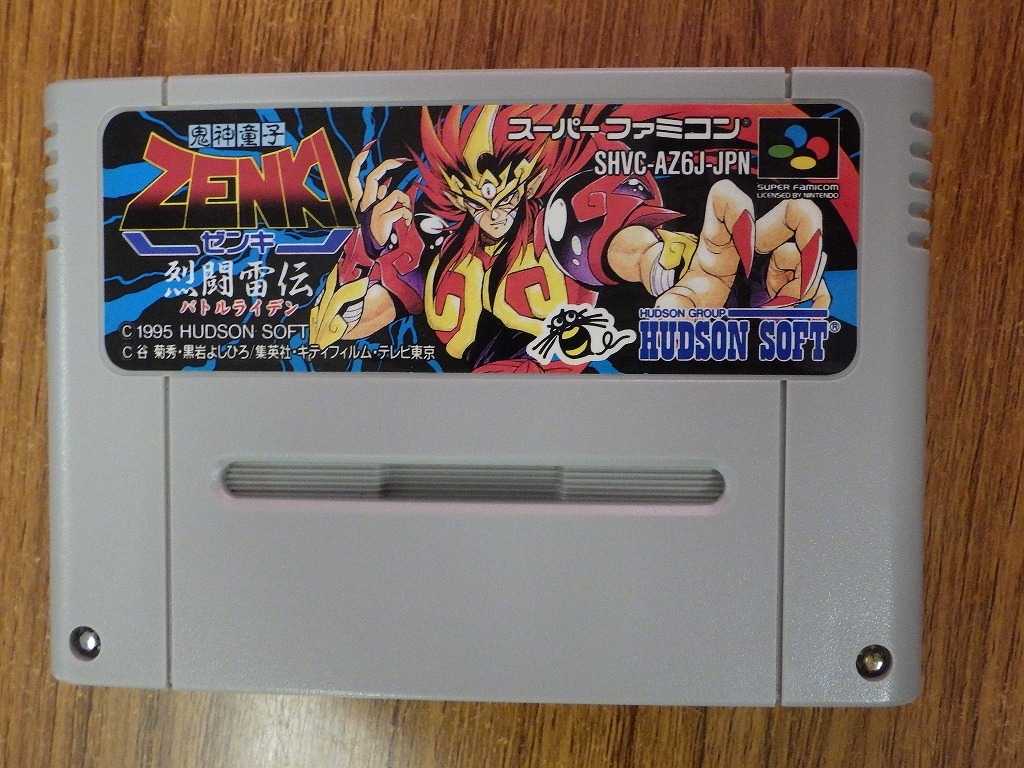 鬼神童子
ZENKI
ゼンキ
烈闘雷伝
バトルライデン
C 1995 HUDSON SOFT
C 谷 菊秀・黒岩よしひろ/集英社・キティフィルム・テレビ東京
スーパーファミコン®
SHVC-AZ6J-JPN
SUPER FAMICOM
LICENSED BY NINTENDO
HUDSON GROUP
HUDSON SOFT®